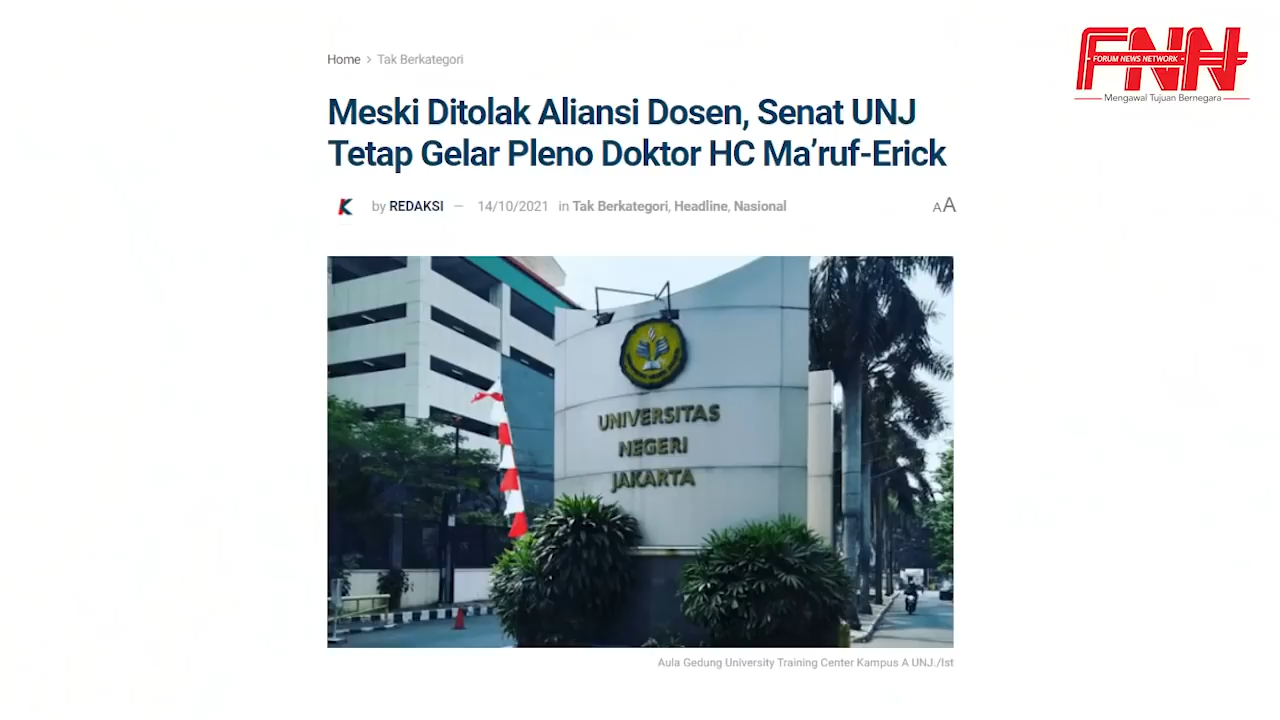 FNN
FORUM NEWS NETWORK
Mengawal Tujuan Bernegara
Home > Tak Berkategori
Meski Ditolak Aliansi Dosen, Senat UNJ
Tetap Gelar Pleno Doktor HC Ma’ruf-Erick
by REDAKSI — 14/10/2021 in Tak Berkategori, Headline, Nasional
AA
UNIVERSITAS
NEGERI
JAKARTA
Aula Gedung University Training Center Kampus A UNJ./Ist